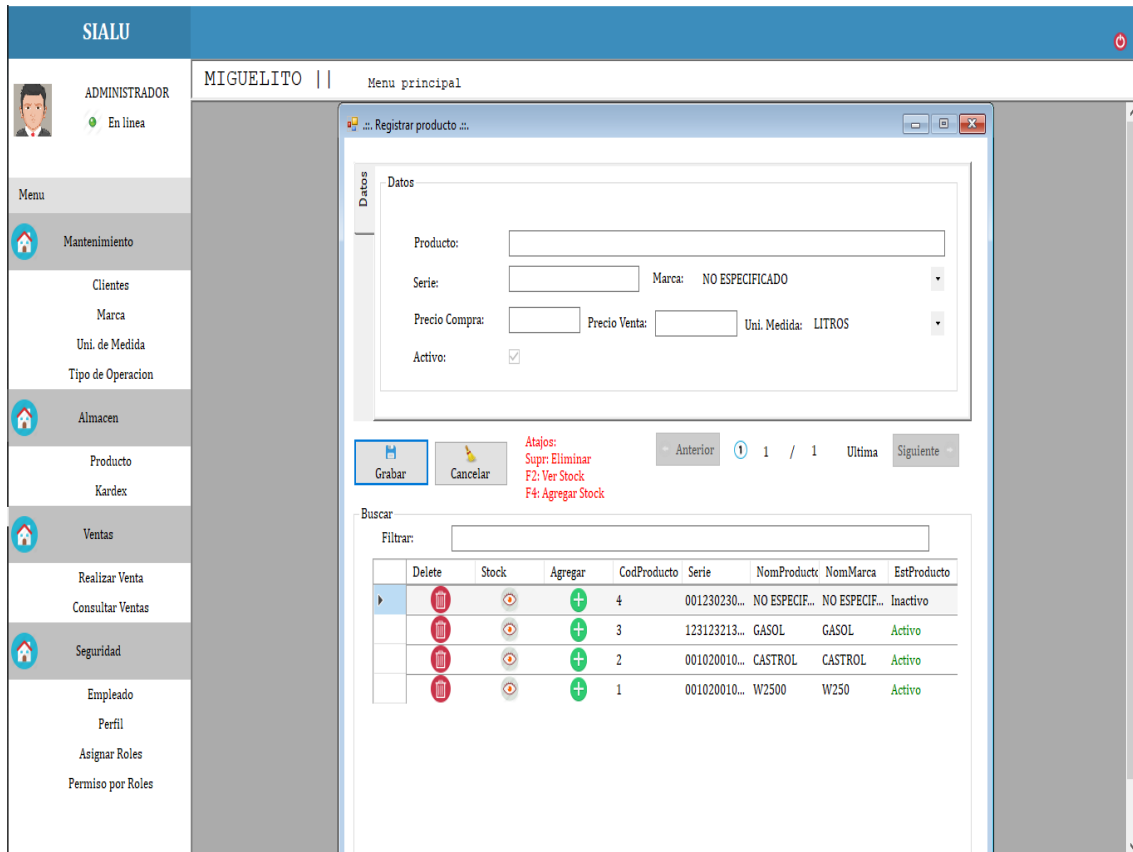 SIALU
ADMINISTRADOR
En linea
MIGUELITO || Menu principal
Menu
Mantenimiento
Clientes
Marca
Uni. de Medida
Tipo de Operacion
Almacen
Producto
Kardex
Ventas
Realizar Venta
Consultar Ventas
Seguridad
Empleado
Perfil
Asignar Roles
Permiso por Roles
.::. Registrar producto .::.
Datos
Datos
Producto:
Serie: Marca: NO ESPECIFICADO
Precio Compra: Precio Venta: Uni. Medida: LITROS
Activo:
Grabar Cancelar
Atajos:
Supr: Eliminar
F2: Ver Stock
F4: Agregar Stock
Anterior 1 1 / 1 Ultima Siguiente
Buscar
Filtrar:
Delete Stock Agregar CodProducto Serie NomProducto NomMarca EstProducto
4 001230230... NO ESPECIF... NO ESPECIF... Inactivo
3 123123213... GASOL GASOL Activo
2 001020010... CASTROL CASTROL Activo
1 001020010... W2500 W250 Activo